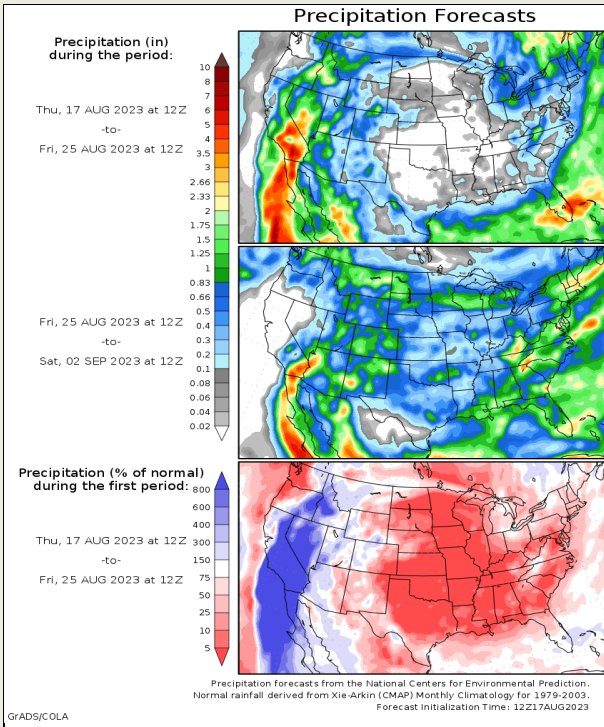 Precipitation Forecasts
Precipitation (in)
during the period:
Thu, 17 AUG 2023 at 12Z
-to-
Fri, 25 AUG 2023 at 12Z
10
8
7
6
5
4
3.5
3
2.66
2.33
2
1.75
1.5
1.25
1
0.83
0.66
0.5
0.4
0.3
0.2
0.1
0.08
0.06
0.04
0.02
Fri, 25 AUG 2023 at 12Z
-to-
Sat, 02 SEP 2023 at 12Z
Precipitation (% of normal)
during the first period:
Thu, 17 AUG 2023 at 12Z
-to-
Fri, 25 AUG 2023 at 12Z
800
600
400
300
150
75
50
25
10
5
Precipitation forecasts from the National Centers for Environmental Prediction.
Normal rainfall derived from Xie-Arkin (CMAP) Monthly Climatology for 1979-2003.
Forecast Initialization Time: 12Z17AUG2023
GrADS/COLA